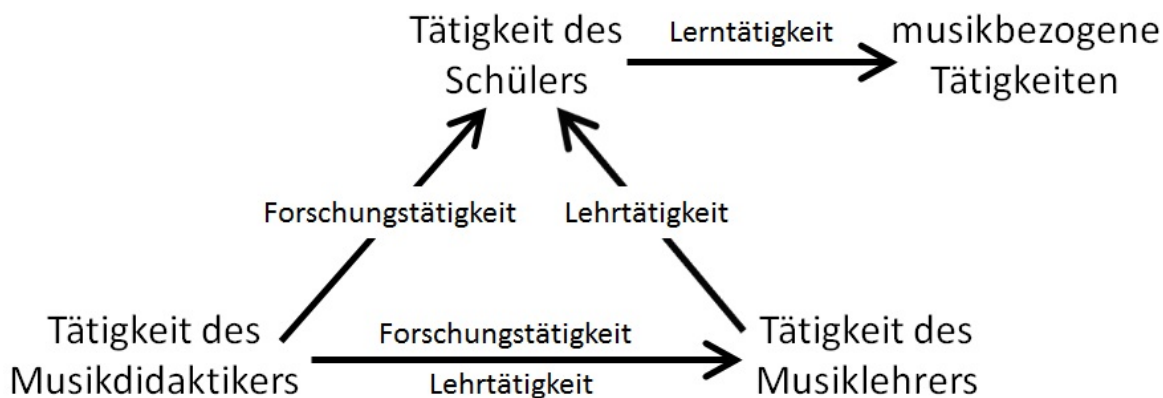 Tätigkeit des
Schülers
Lerntätigkeit
musikbezogene
Tätigkeiten
Forschungstätigkeit
Lehrtätigkeit
Tätigkeit des
Musikdidaktikers
Forschungstätigkeit
Lehrtätigkeit
Tätigkeit des
Musiklehrers